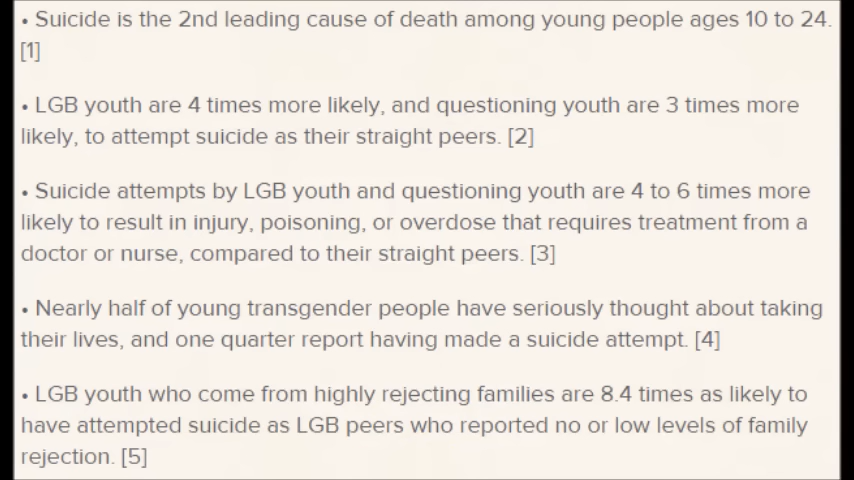 • Suicide is the 2nd leading cause of death among young people ages 10 to 24.
[1]
• LGB youth are 4 times more likely, and questioning youth are 3 times more
likely, to attempt suicide as their straight peers. [2]
• Suicide attempts by LGB youth and questioning youth are 4 to 6 times more
likely to result in injury, poisoning, or overdose that requires treatment from a
doctor or nurse, compared to their straight peers. [3]
• Nearly half of young transgender people have seriously thought about taking
their lives, and one quarter report having made a suicide attempt. [4]
• LGB youth who come from highly rejecting families are 8.4 times as likely to
have attempted suicide as LGB peers who reported no or low levels of family
rejection. [5]